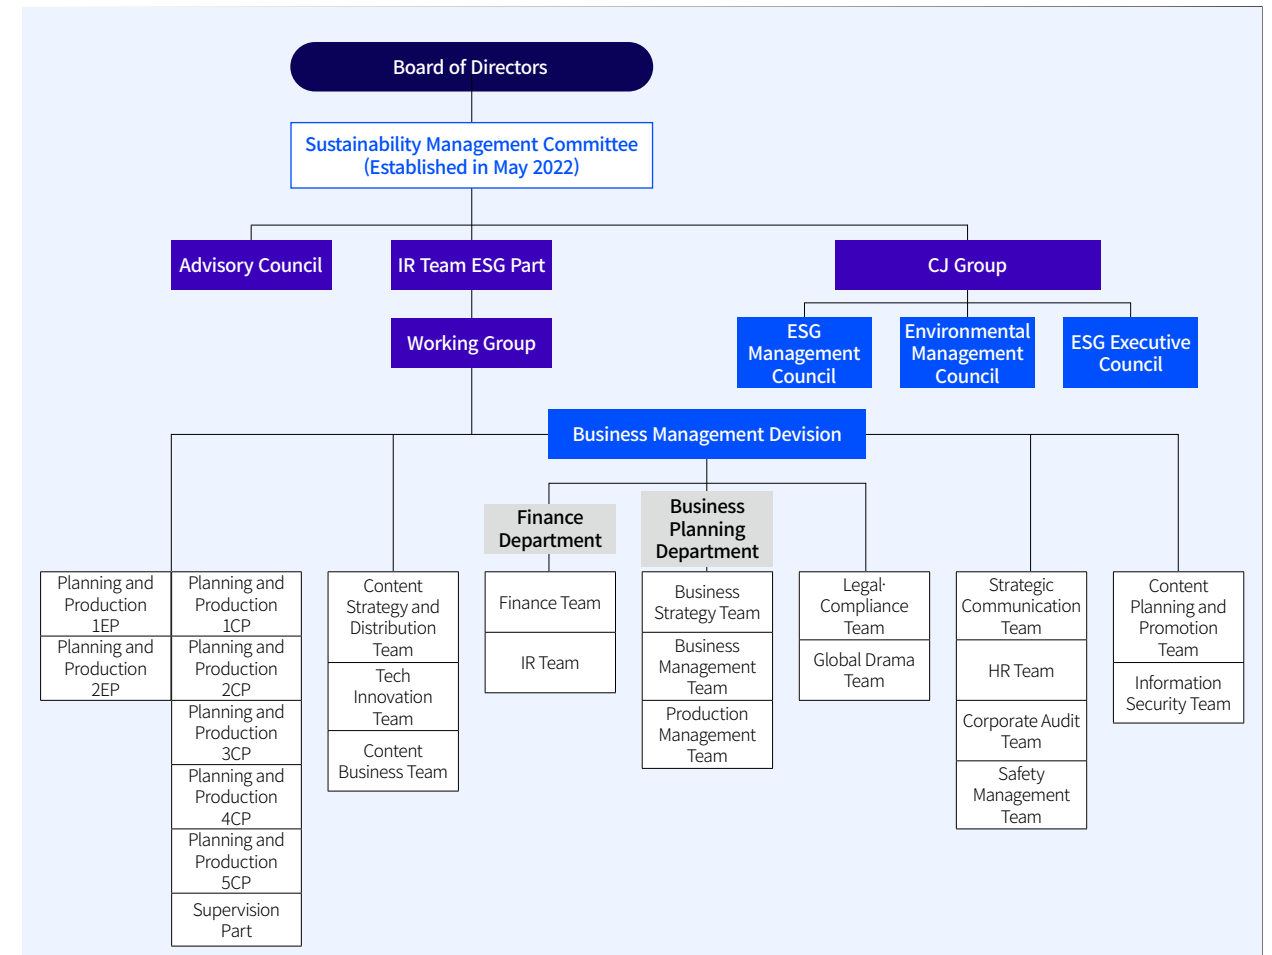 Board of Directors
Sustainability Management Committee
(Established in May 2022)
Advisory Council
IR Team ESG Part
CJ Group
Working Group
ESG
Management
Council
Environmental
Management
Council
ESG Executive
Council
Business Management Devision
Finance
Department
Business
Planning
Department
Planning and
Production
1EP
Planning and
Production
2EP
Planning and
Production
1CP
Planning and
Production
2CP
Planning and
Production
3CP
Planning and
Production
4CP
Planning and
Production
5CP
Supervision
Part
Content
Strategy and
Distribution
Team
Tech
Innovation
Team
Content
Business Team
Finance Team
IR Team
Business
Strategy Team
Business
Management
Team
Production
Management
Team
Legal·
Compliance
Team
Global Drama
Team
Strategic
Communication
Team
HR Team
Corporate Audit
Team
Safety
Management
Team
Content
Planning and
Promotion
Team
Information
Security Team